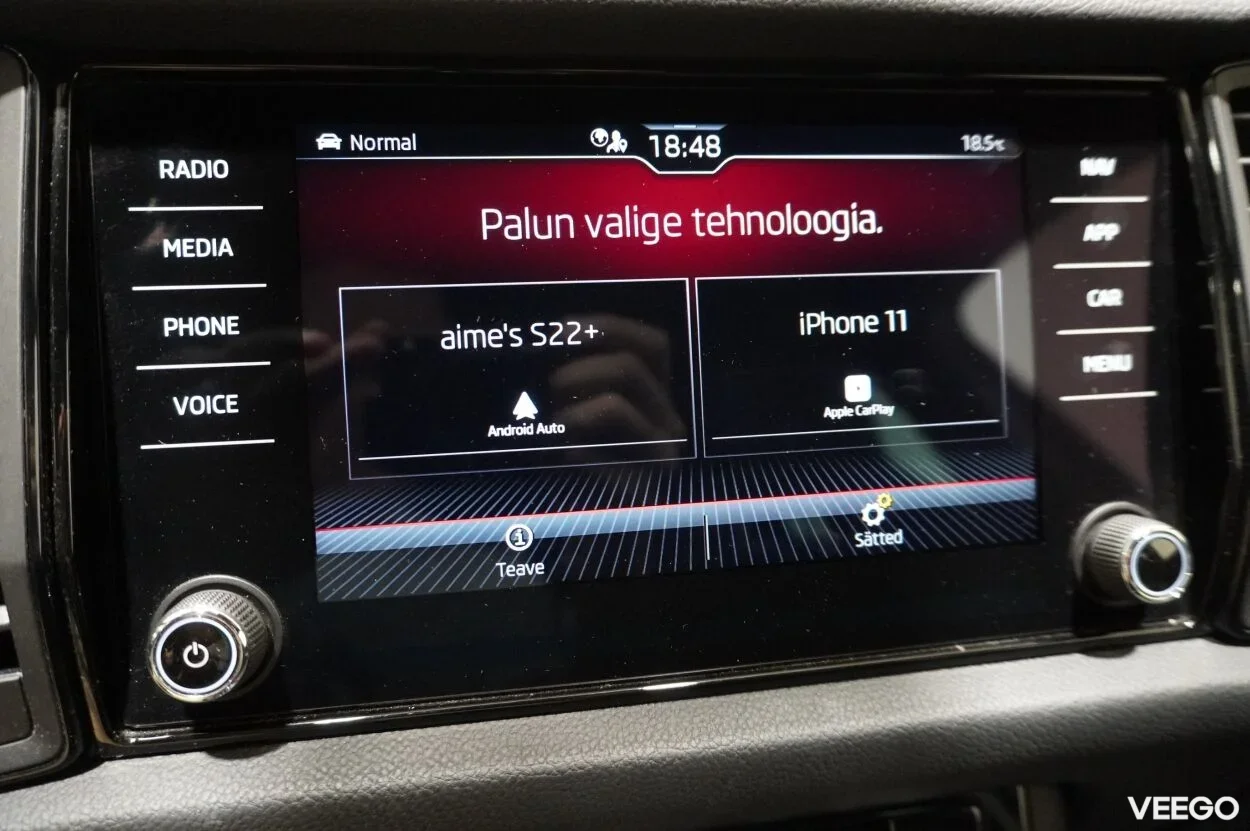 Normal
18:48
18.5°C
RADIO
MEDIA
PHONE
VOICE
Palun valige tehnoloogia.
aime's S22+
Android Auto
iPhone 11
Apple CarPlay
Teave
Sätted
NAV
APP
CAR
MENU
VEEGO